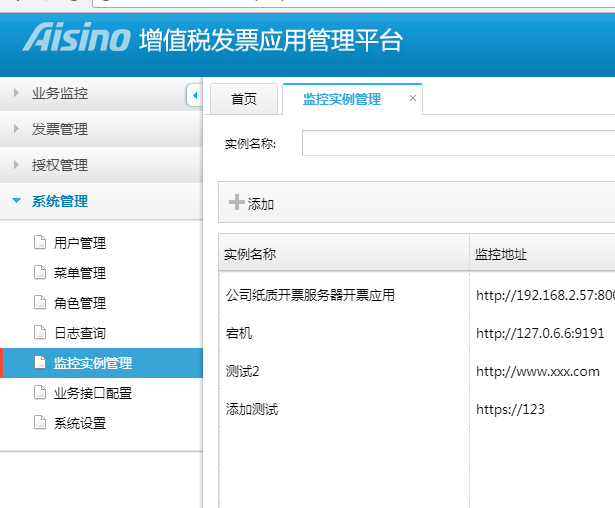 Aisino 增值税发票应用管理平台
业务监控
发票管理
授权管理
系统管理
用户管理
菜单管理
角色管理
日志查询
监控实例管理
业务接口配置
系统设置
首页 监控实例管理 ×
实例名称:
添加
实例名称 监控地址
公司纸质开票服务器开票应用 http://192.168.2.57:800
宕机 http://127.0.6.6:9191
测试2 http://www.xxx.com
添加测试 https://123